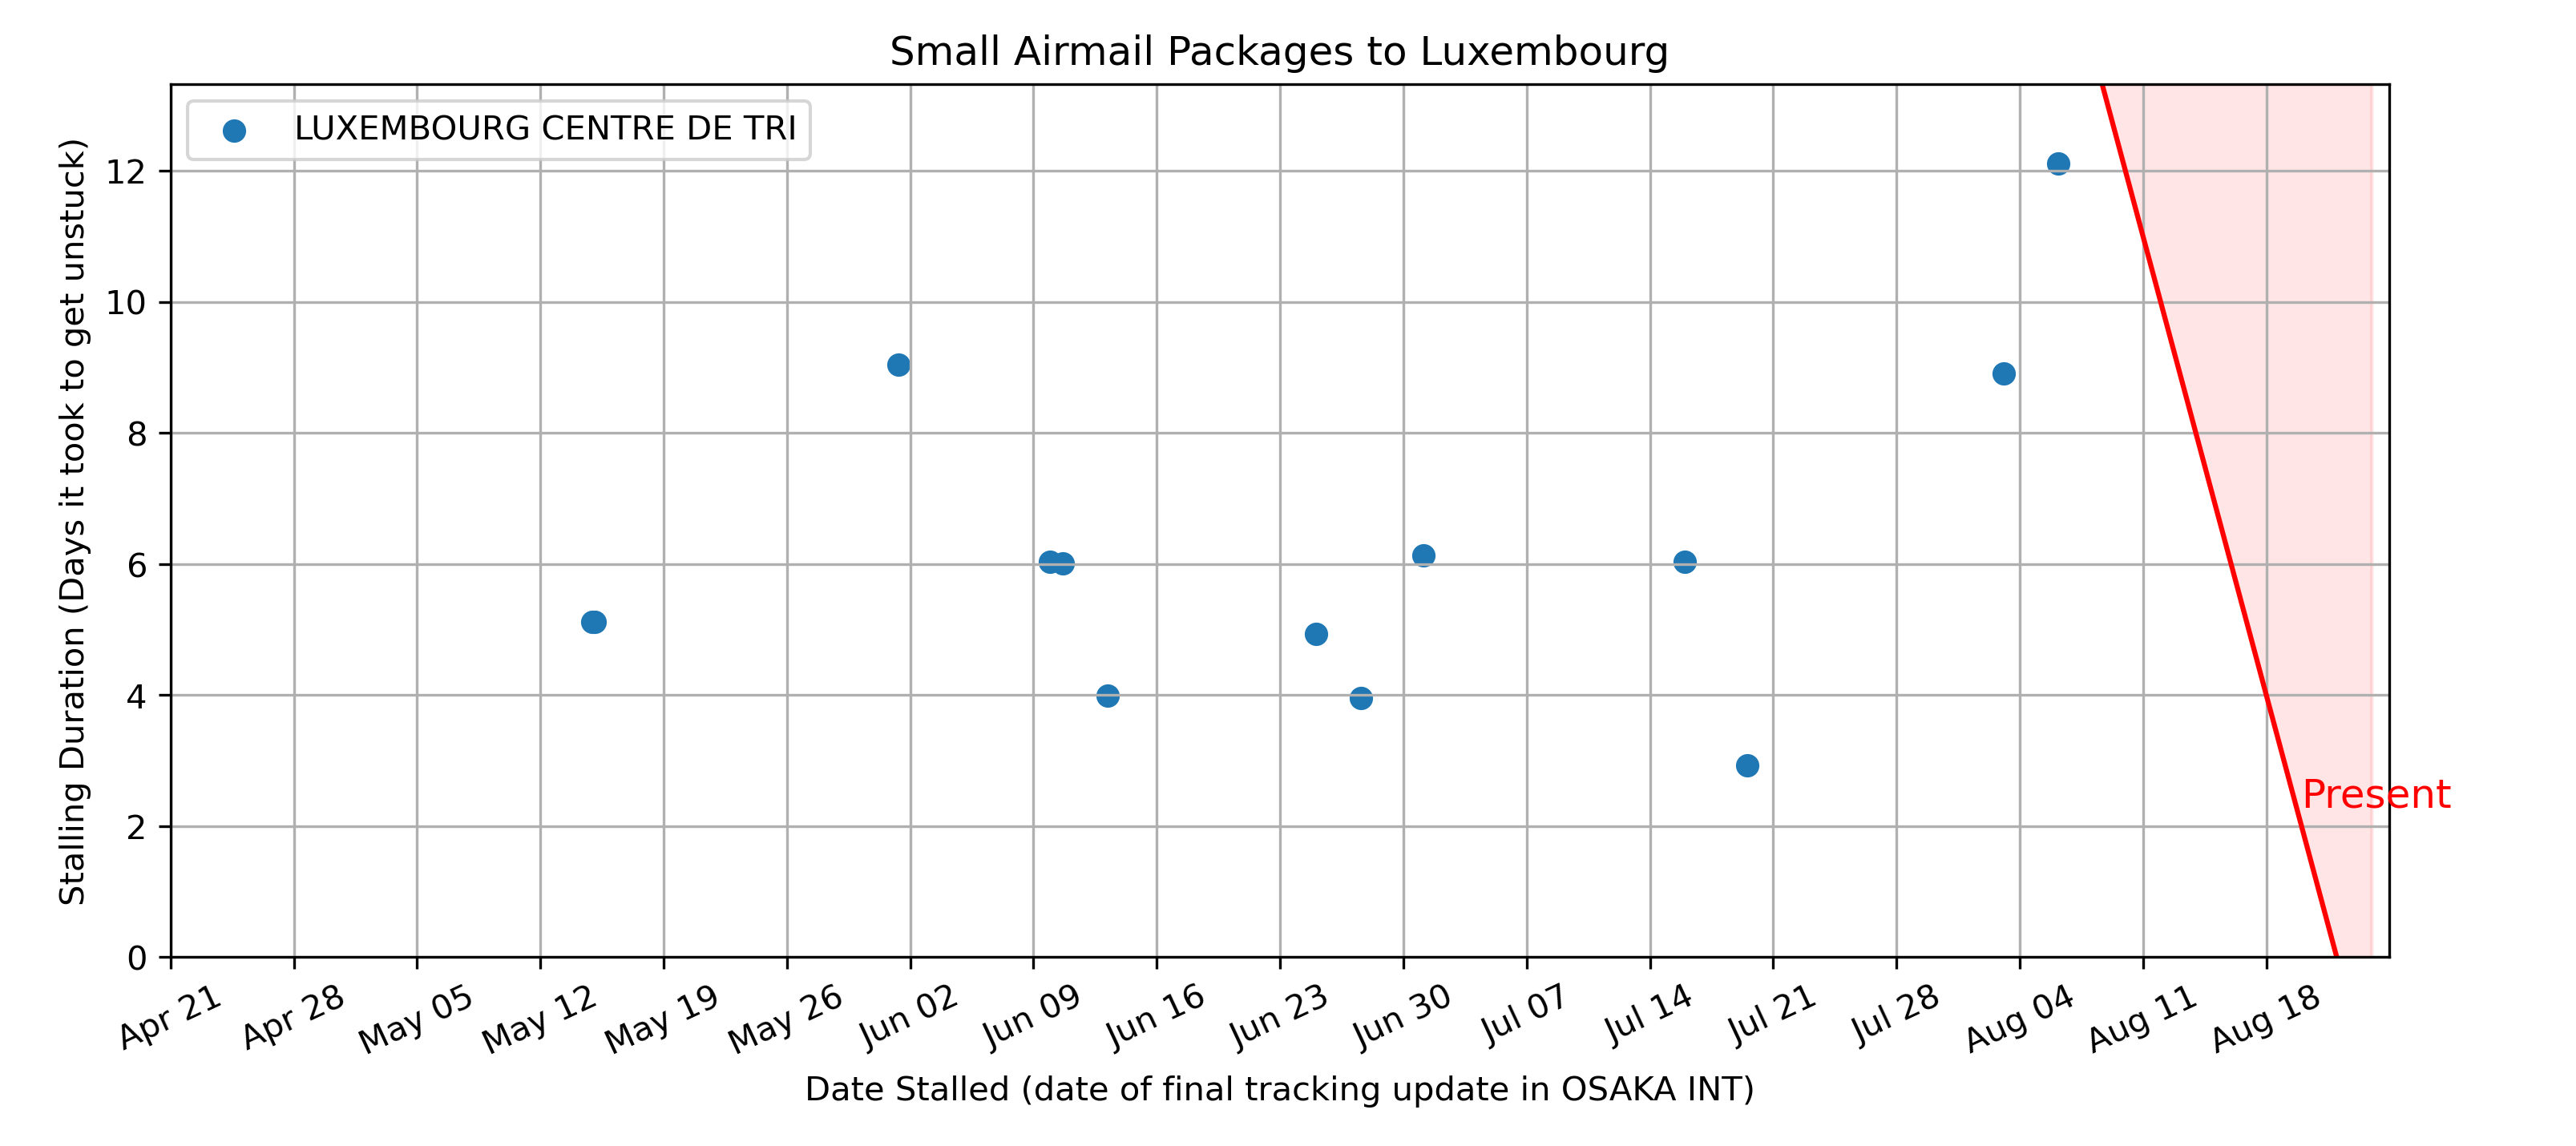 Small Airmail Packages to Luxembourg
LUXEMBOURG CENTRE DE TRI
Stalling Duration (Days it took to get unstuck)
12
10
8
6
4
2
0
Present
Apr 21
Apr 28
May 05
May 12
May 19
May 26
Jun 02
Jun 09
Jun 16
Jun 23
Jun 30
Jul 07
Jul 14
Jul 21
Jul 28
Aug 04
Aug 11
Aug 18
Date Stalled (date of final tracking update in OSAKA INT)